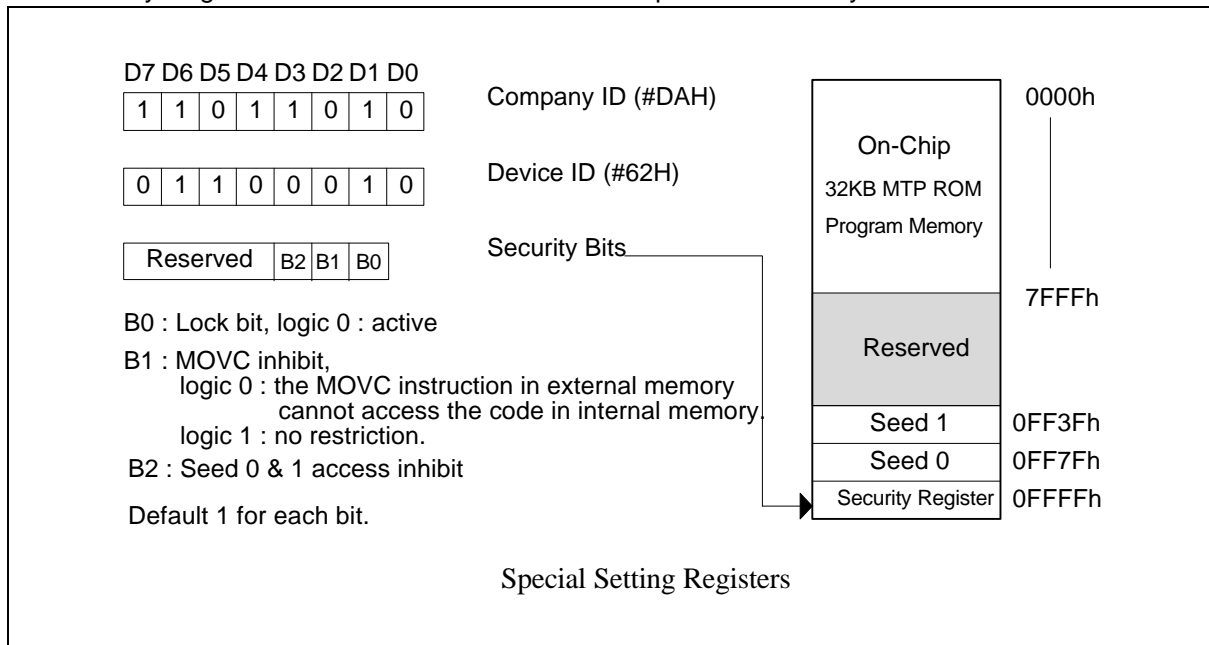 D7 D6 D5 D4 D3 D2 D1 D0
1 1 0 1 1 0 1 0
Company ID (#DAH)
0 1 1 0 0 0 1 0
Device ID (#62H)
Reserved B2 B1 B0
Security Bits
B0 : Lock bit, logic 0 : active
B1 : MOVC inhibit,
logic 0 : the MOVC instruction in external memory
cannot access the code in internal memory.
logic 1 : no restriction.
B2 : Seed 0 & 1 access inhibit
Default 1 for each bit.
On-Chip
32KB MTP ROM
Program Memory
0000h
7FFFh
Reserved
Seed 1 0FF3Fh
Seed 0 0FF7Fh
Security Register 0FFFFh
Special Setting Registers